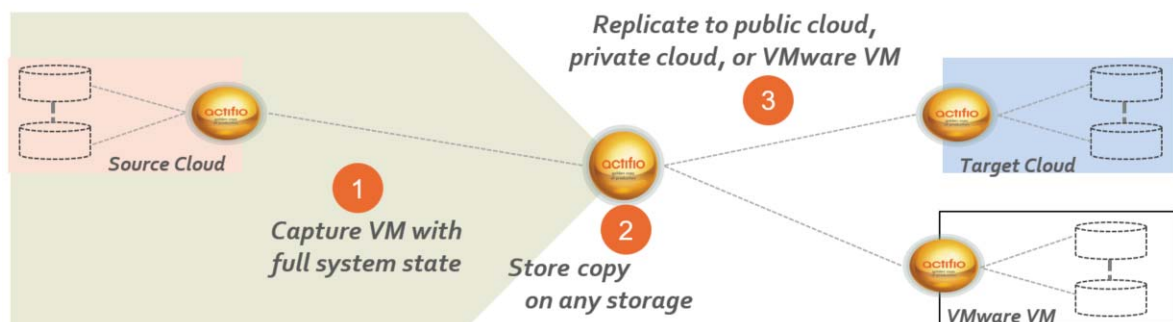 Replicate to public cloud,
private cloud, or VMware VM
3
actifio
Source Cloud
actifio
actifio
Target Cloud
1
Capture VM with
full system state
2
Store copy
on any storage
actifio
VMware VM